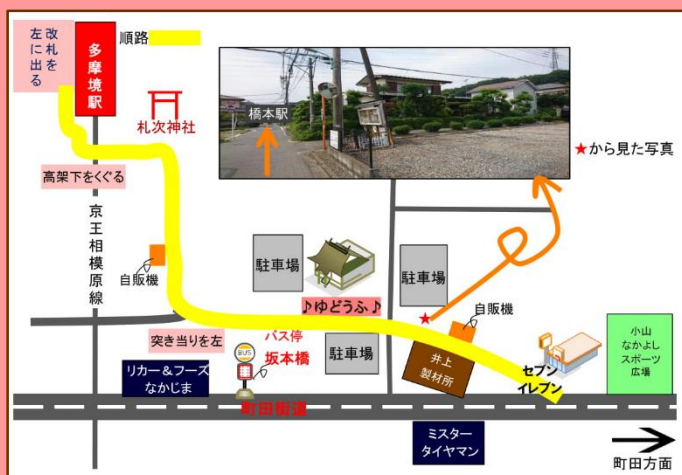 改札を
左に出る
多摩境駅
順路
札次神社
橋本駅
★から見た写真
高架下をくぐる
京王相模原線
自販機
駐車場
駐車場
自販機
♪ゆどうふ♪
突き当りを左
バス停
坂本橋
BUS
駐車場
井上
製材所
セブン
イレブン
小山
なかよし
スポーツ
広場
リカー&フーズ
なかじま
町田街道
ミスター
タイヤマン
町田方面